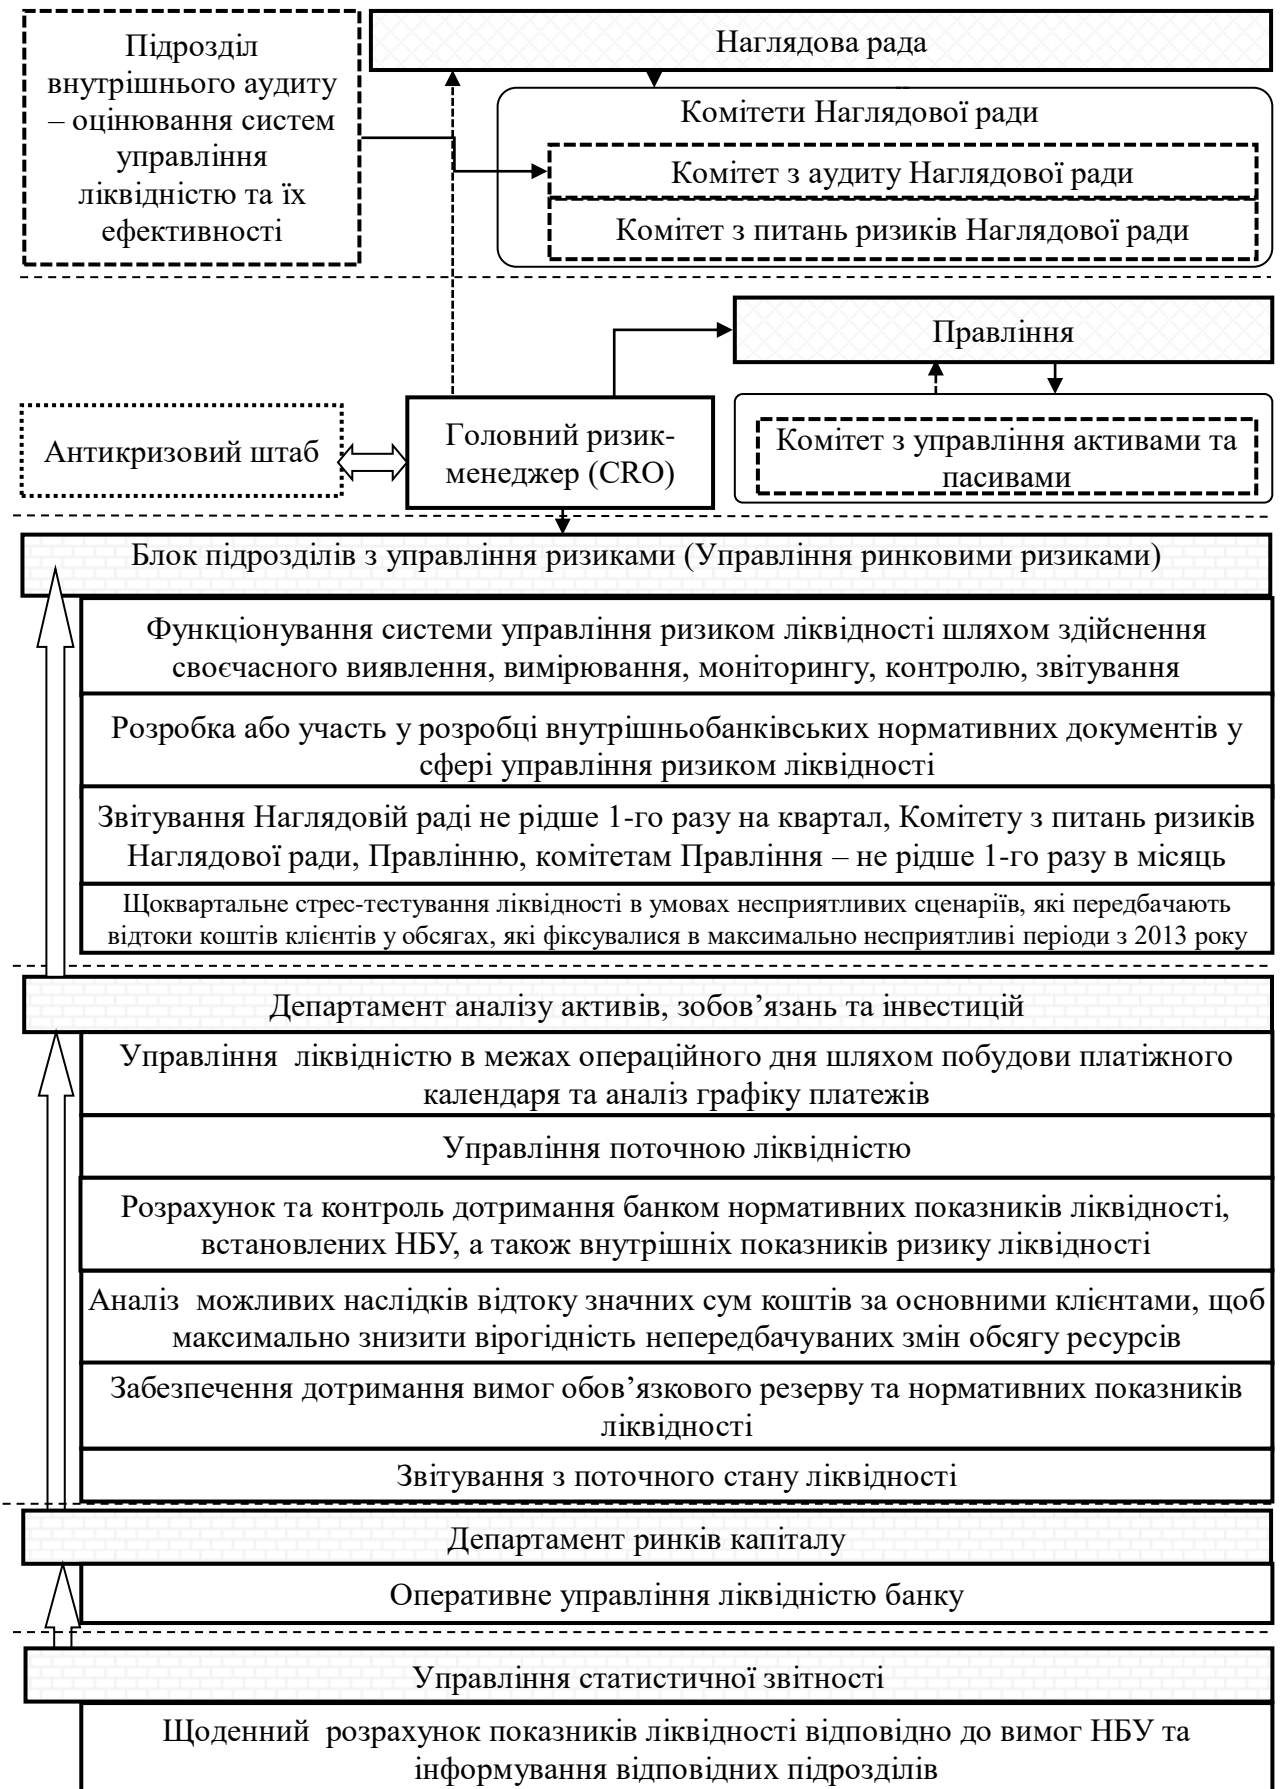 Підрозділ
внутрішнього аудиту
– оцінювання систем
управління
ліквідністю та їх
ефективності
Наглядова рада
Комітети Наглядової ради
Комітет з аудиту Наглядової ради
Комітет з питань ризиків Наглядової ради
Правління
Антикризовий штаб
Головний ризик-
менеджер (CRO)
Комітет з управління активами та
пасивами
Блок підрозділів з управління ризиками (Управління ринковими ризиками)
Функціонування системи управління ризиком ліквідності шляхом здійснення
своєчасного виявлення, вимірювання, моніторингу, контролю, звітування
Розробка або участь у розробці внутрішньобанківських нормативних документів у
сфері управління ризиком ліквідності
Звітування Наглядовій раді не рідше 1-го разу на квартал, Комітету з питань ризиків
Наглядової ради, Правлінню, комітетам Правління – не рідше 1-го разу в місяць
Щоквартальне стрес-тестування ліквідності в умовах несприятливих сценаріїв, які передбачають
відтоки коштів клієнтів у обсягах, які фіксувалися в максимально несприятливі періоди з 2013 року
Департамент аналізу активів, зобов’язань та інвестицій
Управління ліквідністю в межах операційного дня шляхом побудови платіжного
календаря та аналіз графіку платежів
Управління поточною ліквідністю
Розрахунок та контроль дотримання банком нормативних показників ліквідності,
встановлених НБУ, а також внутрішніх показників ризику ліквідності
Аналіз можливих наслідків відтоку значних сум коштів за основними клієнтами, щоб
максимально знизити вірогідність непередбачуваних змін обсягу ресурсів
Забезпечення дотримання вимог обов’язкового резерву та нормативних показників
ліквідності
Звітування з поточного стану ліквідності
Департамент ринків капіталу
Оперативне управління ліквідністю банку
Управління статистичної звітності
Щоденний розрахунок показників ліквідності відповідно до вимог НБУ та
інформування відповідних підрозділів